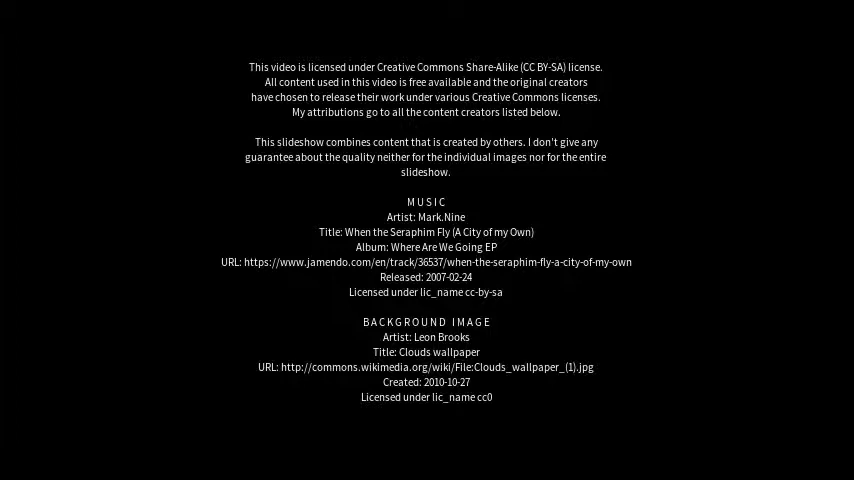 This video is licensed under Creative Commons Share-Alike (CC BY-SA) license.
All content used in this video is free available and the original creators
have chosen to release their work under various Creative Commons licenses.
My attributions go to all the content creators listed below.
This slideshow combines content that is created by others. I don't give any
guarantee about the quality neither for the individual images nor for the entire
slideshow.
MUSIC
Artist: Mark.Nine
Title: When the Seraphim Fly (A City of my Own)
Album: Where Are We Going EP
URL: https://www.jamendo.com/en/track/36537/when-the-seraphim-fly-a-city-of-my-own
Released: 2007-02-24
Licensed under lic_name cc-by-sa
BACKGROUND IMAGE
Artist: Leon Brooks
Title: Clouds wallpaper
URL: http://commons.wikimedia.org/wiki/File:Clouds_wallpaper_(1).jpg
Created: 2010-10-27
Licensed under lic_name cc0